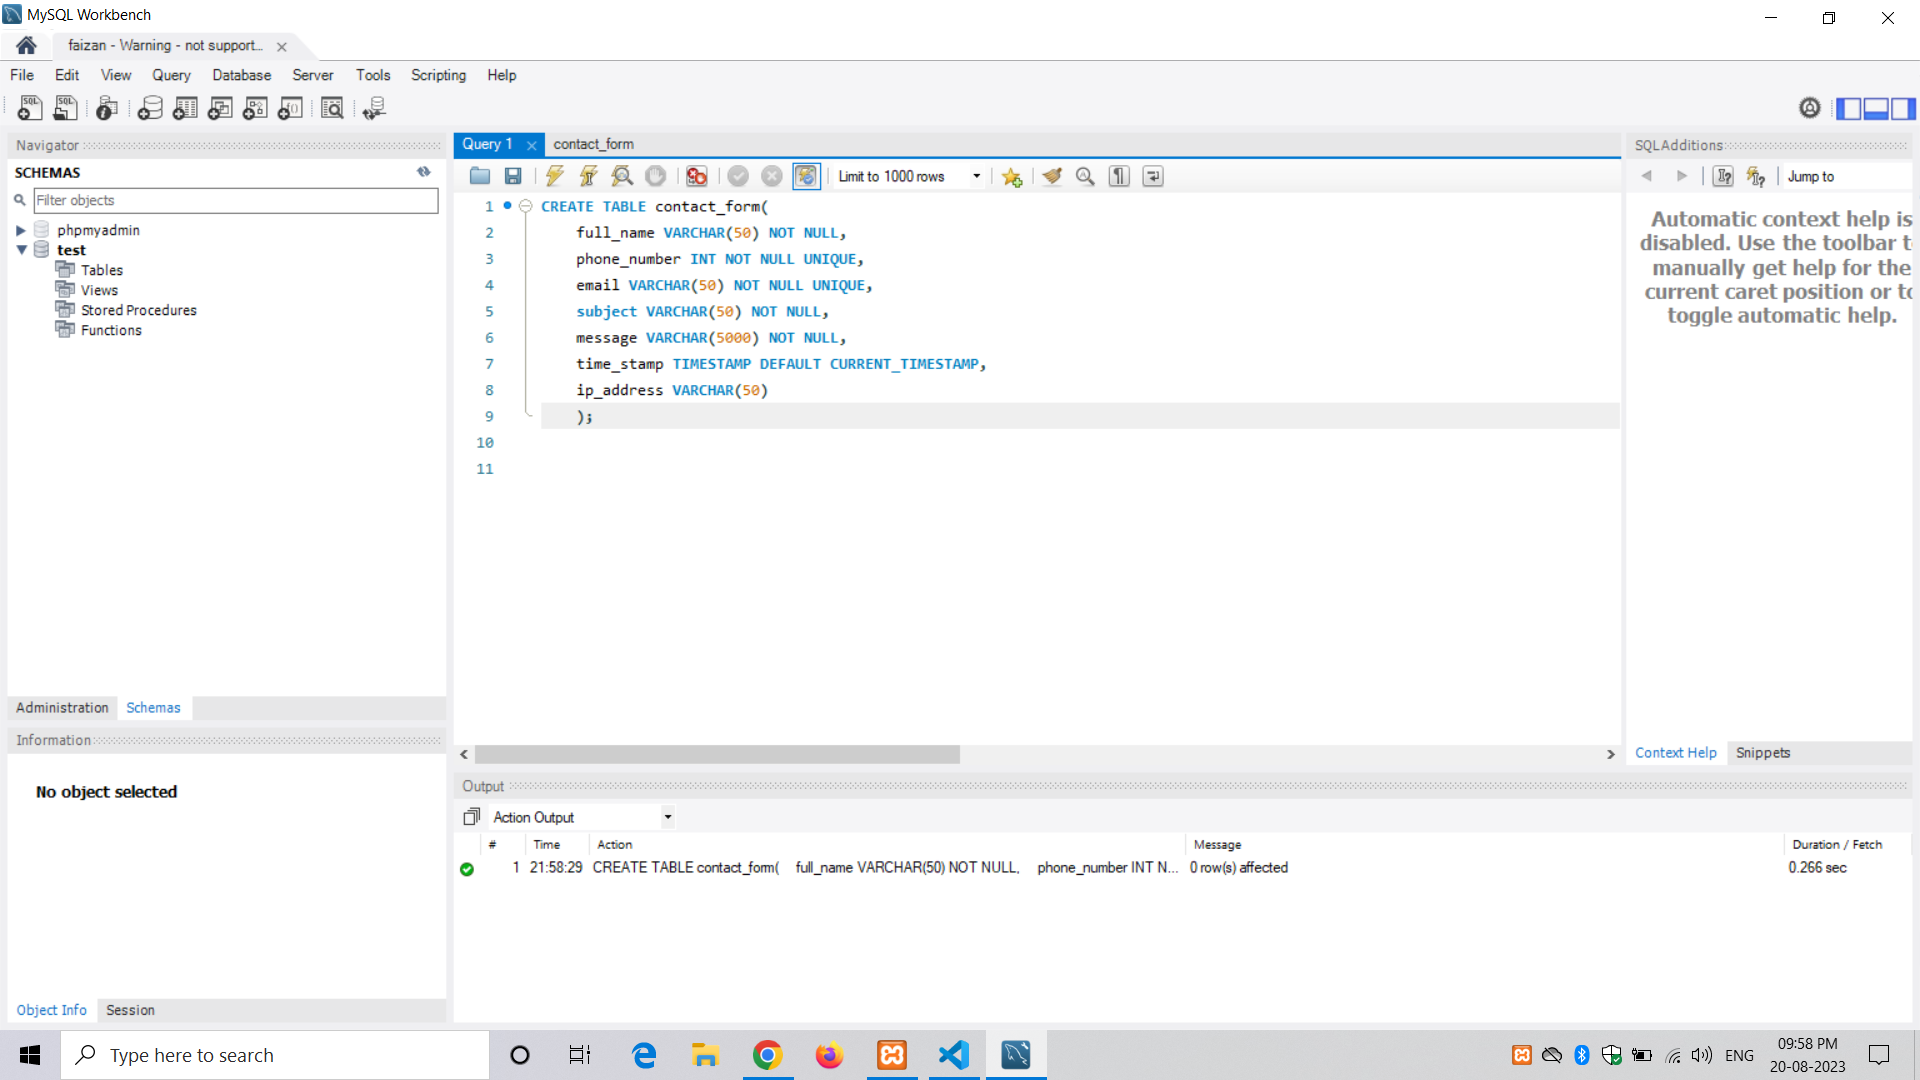 MySQL Workbench
faizan - Warning - not support...
File Edit View Query Database Server Tools Scripting Help
Navigator
SCHEMAS
Filter objects
phpmyadmin
test
Tables
Views
Stored Procedures
Functions
Administration Schemas
Information
No object selected
Object Info Session
Query 1 contact_form
Limit to 1000 rows
1 CREATE TABLE contact_form(
2 full_name VARCHAR(50) NOT NULL,
3 phone_number INT NOT NULL UNIQUE,
4 email VARCHAR(50) NOT NULL UNIQUE,
5 subject VARCHAR(50) NOT NULL,
6 message VARCHAR(5000) NOT NULL,
7 time_stamp TIMESTAMP DEFAULT CURRENT_TIMESTAMP,
8 ip_address VARCHAR(50)
9 );
10
11
SQLAdditions
Jump to
Automatic context help is
disabled. Use the toolbar t
manually get help for the
current caret position or to
toggle automatic help.
Context Help Snippets
Output
Action Output
# Time Action Message Duration / Fetch
1 21:58:29 CREATE TABLE contact_form( full_name VARCHAR(50) NOT NULL, phone_number INT N... 0 row(s) affected 0.266 sec
Type here to search
ENG
09:58 PM
20-08-2023